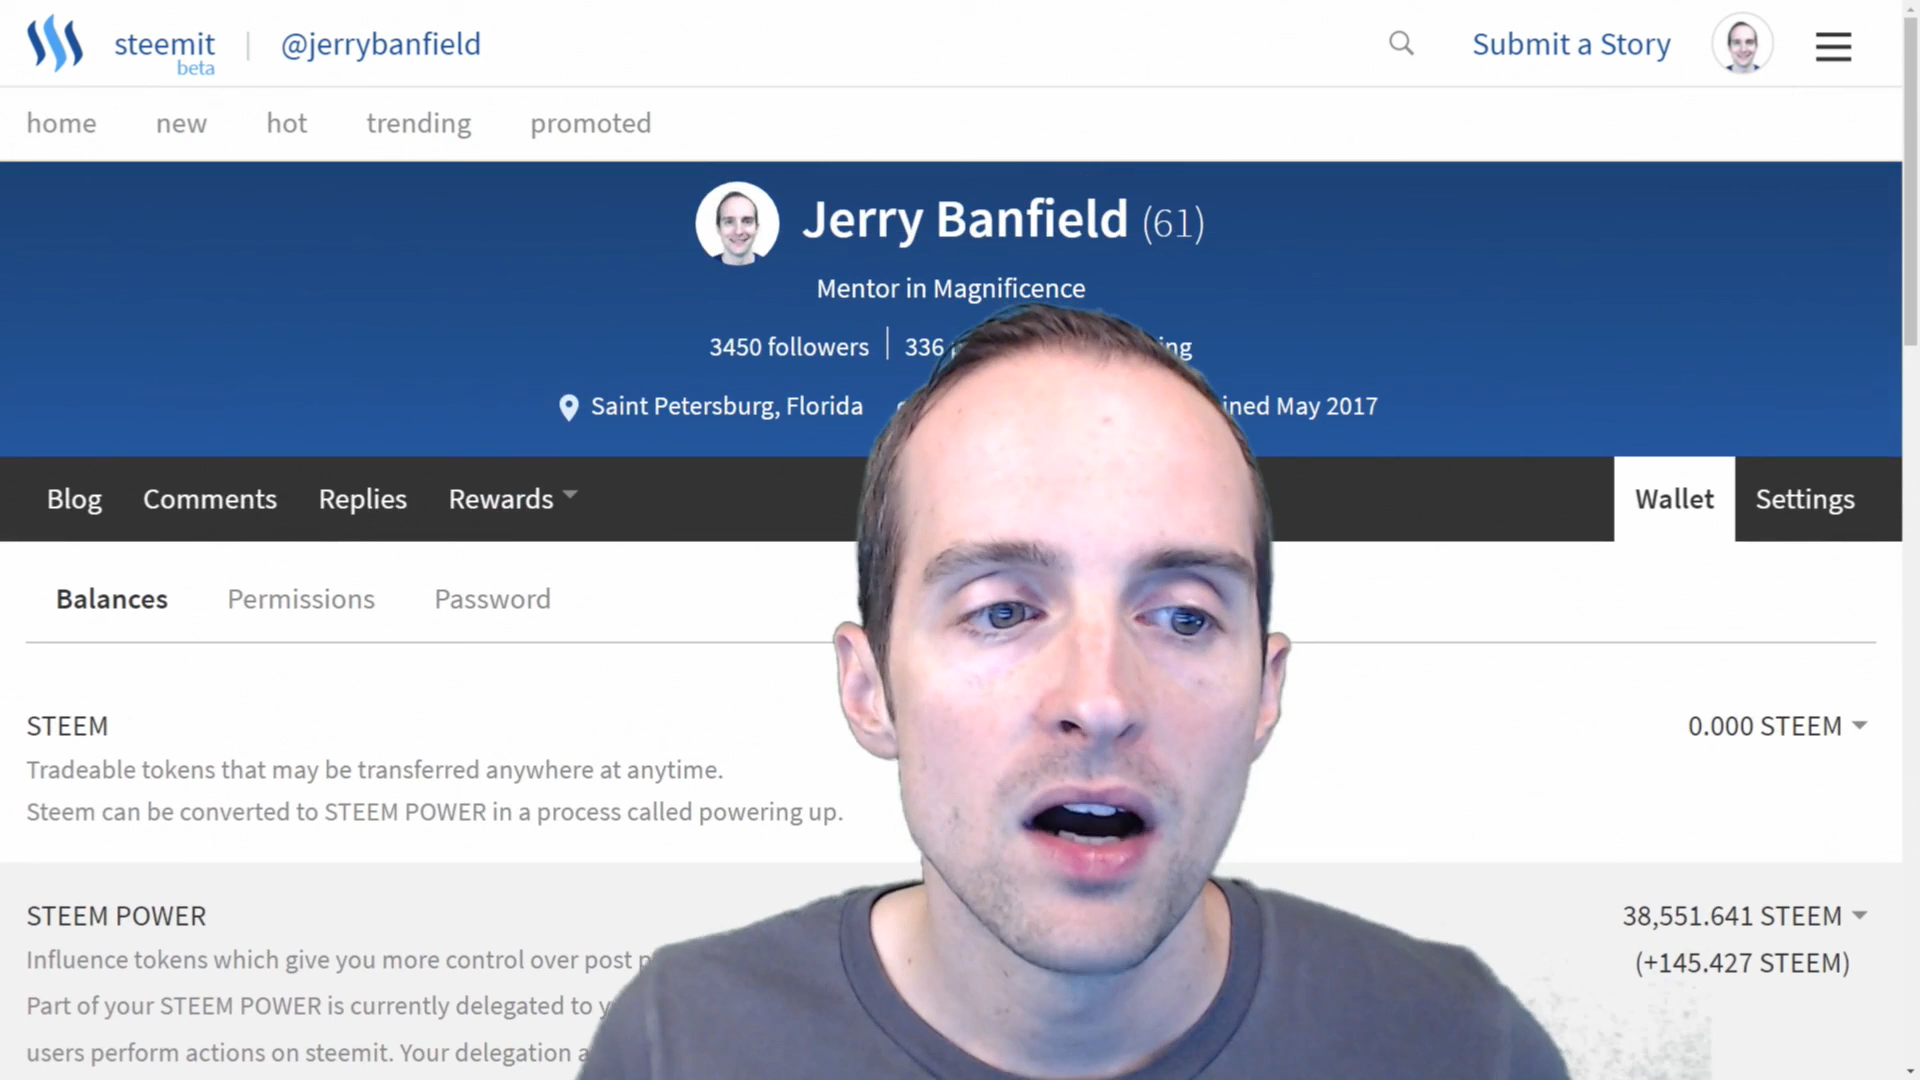 steemit
beta
@jerrybanfield
Submit a Story
home new hot trending promoted
Jerry Banfield (61)
Mentor in Magnificence
3450 followers 336
Saint Petersburg, Florida
May 2017
Blog Comments Replies Rewards Wallet Settings
Balances Permissions Password
STEEM 0.000 STEEM
Tradeable tokens that may be transferred anywhere at anytime.
Steem can be converted to STEEM POWER in a process called powering up.
STEEM POWER 38,551.641 STEEM
Influence tokens which give you more control over post
(+145.427 STEEM)
Part of your STEEM POWER is currently delegated to
users perform actions on steemit. Your delegation